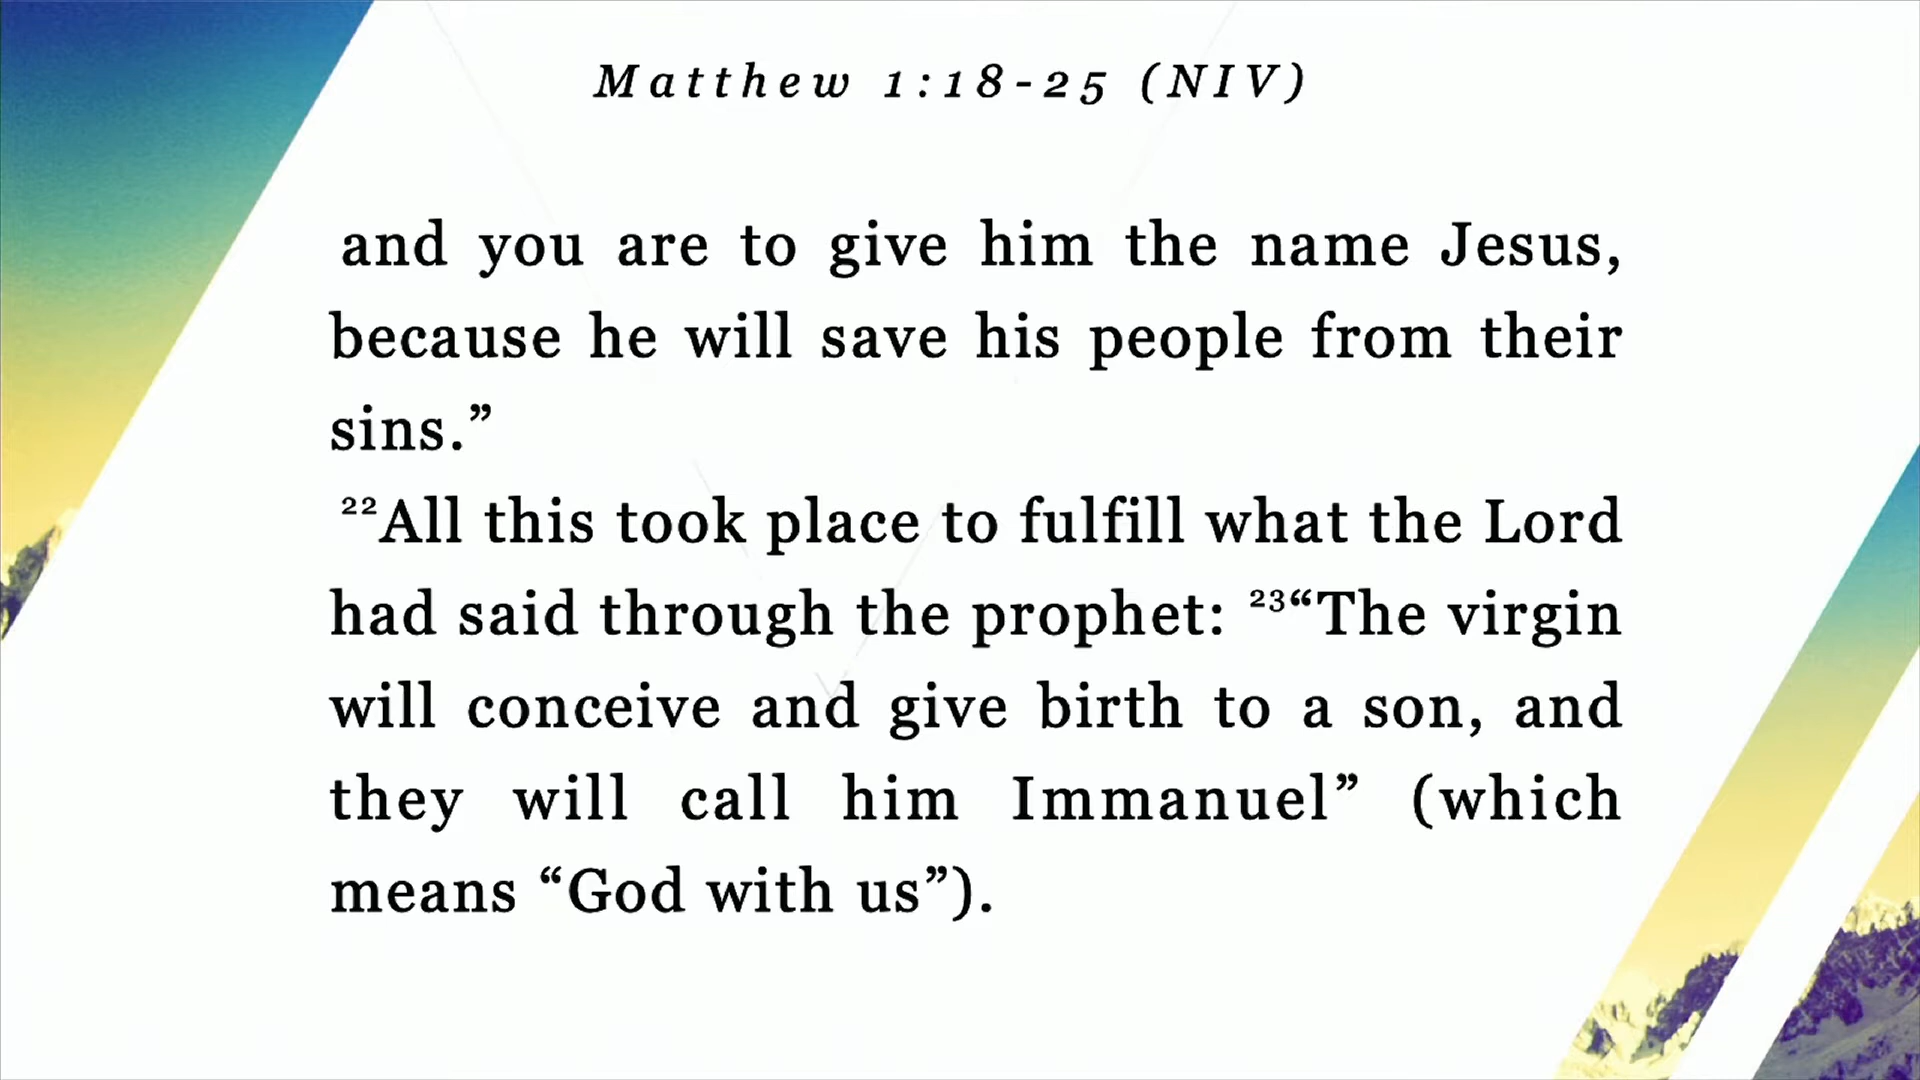 Matthew 1:18-25 (NIV)
and you are to give him the name Jesus,
because he will save his people from their
sins.”
²²All this took place to fulfill what the Lord
had said through the prophet: ²³“The virgin
will conceive and give birth to a son, and
they will call him Immanuel” (which
means “God with us”).